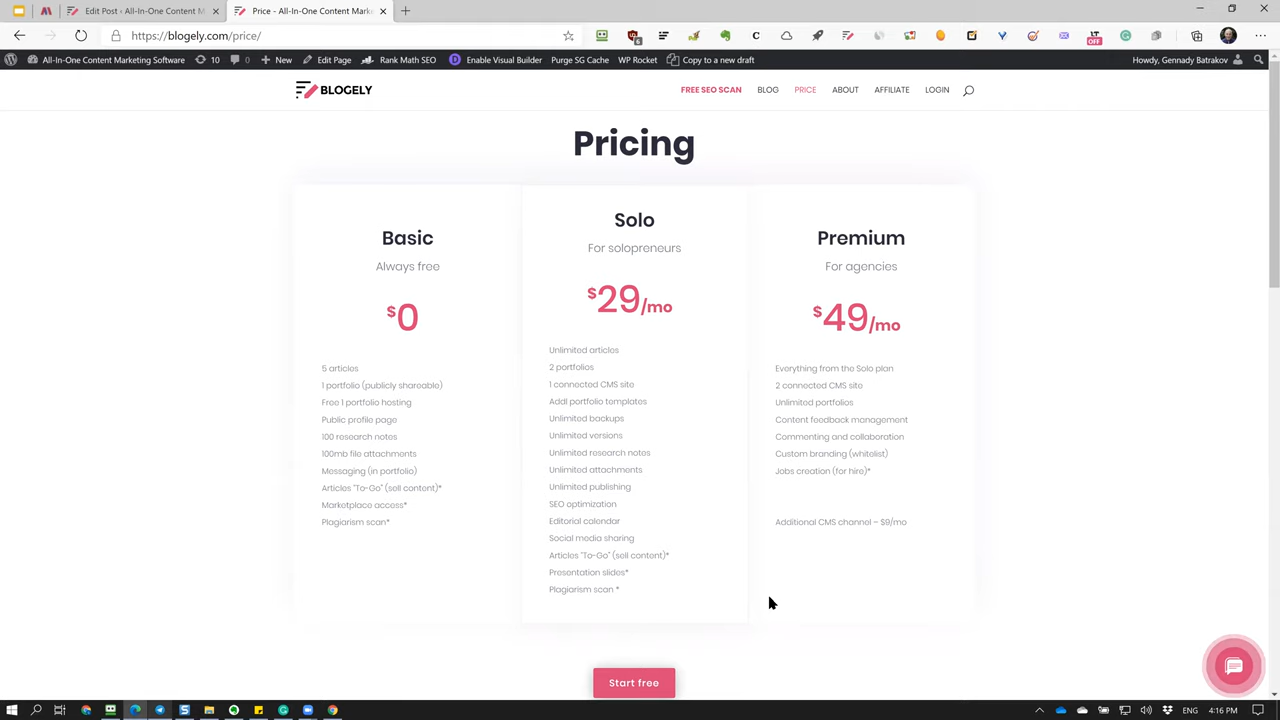 Edit Post ‹ All-In-One Content M
Price - All-In-One Content Mark
https://blogely.com/price/
5
OFF
All-In-One Content Marketing Software
10
0
New
Edit Page
Rank Math SEO
Enable Visual Builder
Purge SG Cache
WP Rocket
Copy to a new draft
Howdy, Gennady Batrakov
BLOGELY
FREE SEO SCAN
BLOG
PRICE
ABOUT
AFFILIATE
LOGIN
Pricing
Basic
Always free
$0
5 articles
1 portfolio (publicly shareable)
Free 1 portfolio hosting
Public profile page
100 research notes
100mb file attachments
Messaging (in portfolio)
Articles "To-Go" (sell content)*
Marketplace access*
Plagiarism scan*
Solo
For solopreneurs
$29/mo
Unlimited articles
2 portfolios
1 connected CMS site
Addl portfolio templates
Unlimited backups
Unlimited versions
Unlimited research notes
Unlimited attachments
Unlimited publishing
SEO optimization
Editorial calendar
Social media sharing
Articles "To-Go" (sell content)*
Presentation slides*
Plagiarism scan *
Premium
For agencies
$49/mo
Everything from the Solo plan
2 connected CMS site
Unlimited portfolios
Content feedback management
Commenting and collaboration
Custom branding (whitelist)
Jobs creation (for hire)*
Additional CMS channel – $9/mo
Start free
ENG
4:16 PM